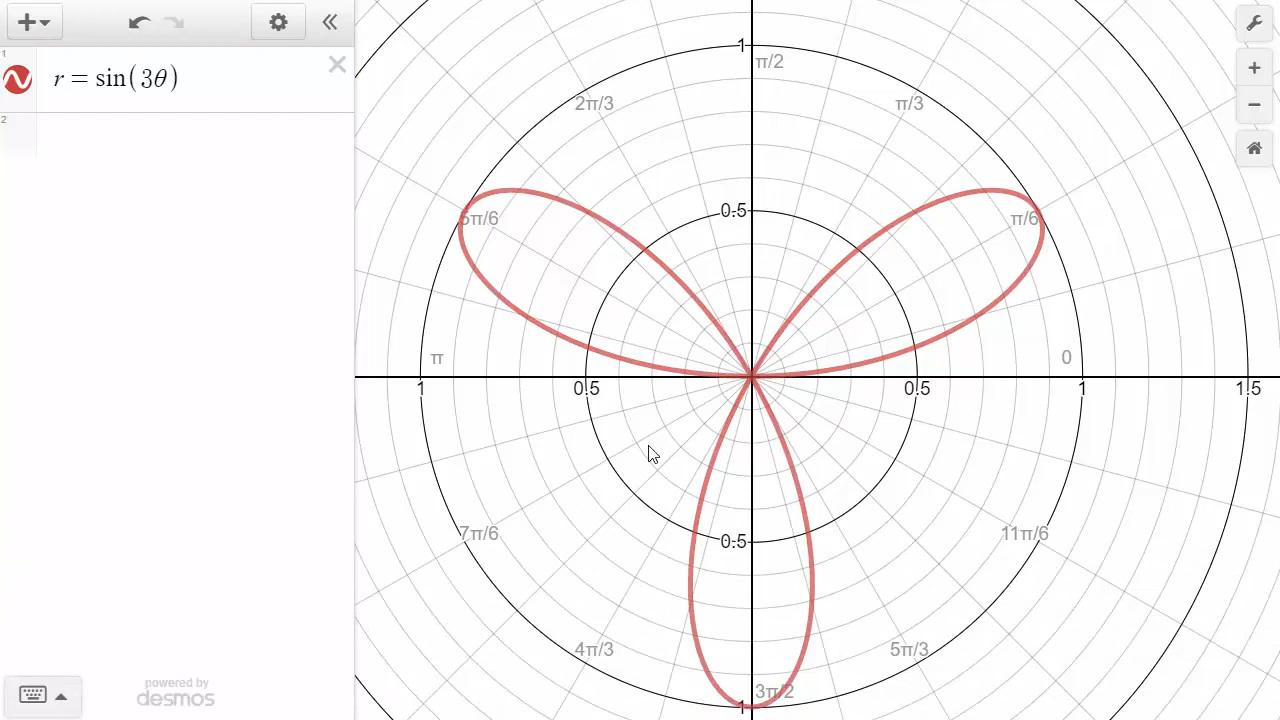 1
r = sin(3θ)
2
powered by
desmos
1
π/2
2π/3
π/3
0.5
5π/6
π/6
π
0
1
0.5
0.5
1
1.5
0.5
7π/6
11π/6
4π/3
5π/3
3π/2
1